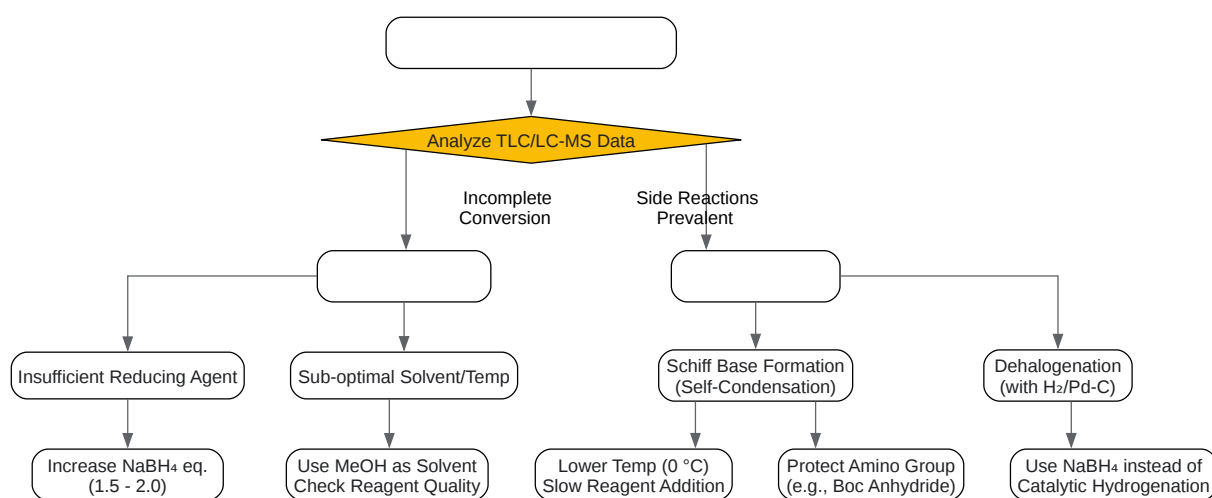 Analyze TLC/LC-MS Data
Incomplete
Conversion
Side Reactions
Prevalent
Insufficient Reducing Agent
Sub-optimal Solvent/Temp
Schiff Base Formation
(Self-Condensation)
Dehalogenation
(with H₂/Pd-C)
Increase NaBH₄ eq.
(1.5 - 2.0)
Use MeOH as Solvent
Check Reagent Quality
Lower Temp (0 °C)
Slow Reagent Addition
Protect Amino Group
(e.g., Boc Anhydride)
Use NaBH₄ instead of
Catalytic Hydrogenation